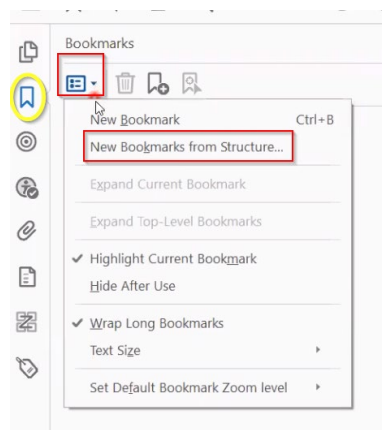 Bookmarks
New Bookmark Ctrl+B
New Bookmarks from Structure...
Expand Current Bookmark
Expand Top-Level Bookmarks
Highlight Current Bookmark
Hide After Use
Wrap Long Bookmarks
Text Size
Set Default Bookmark Zoom level